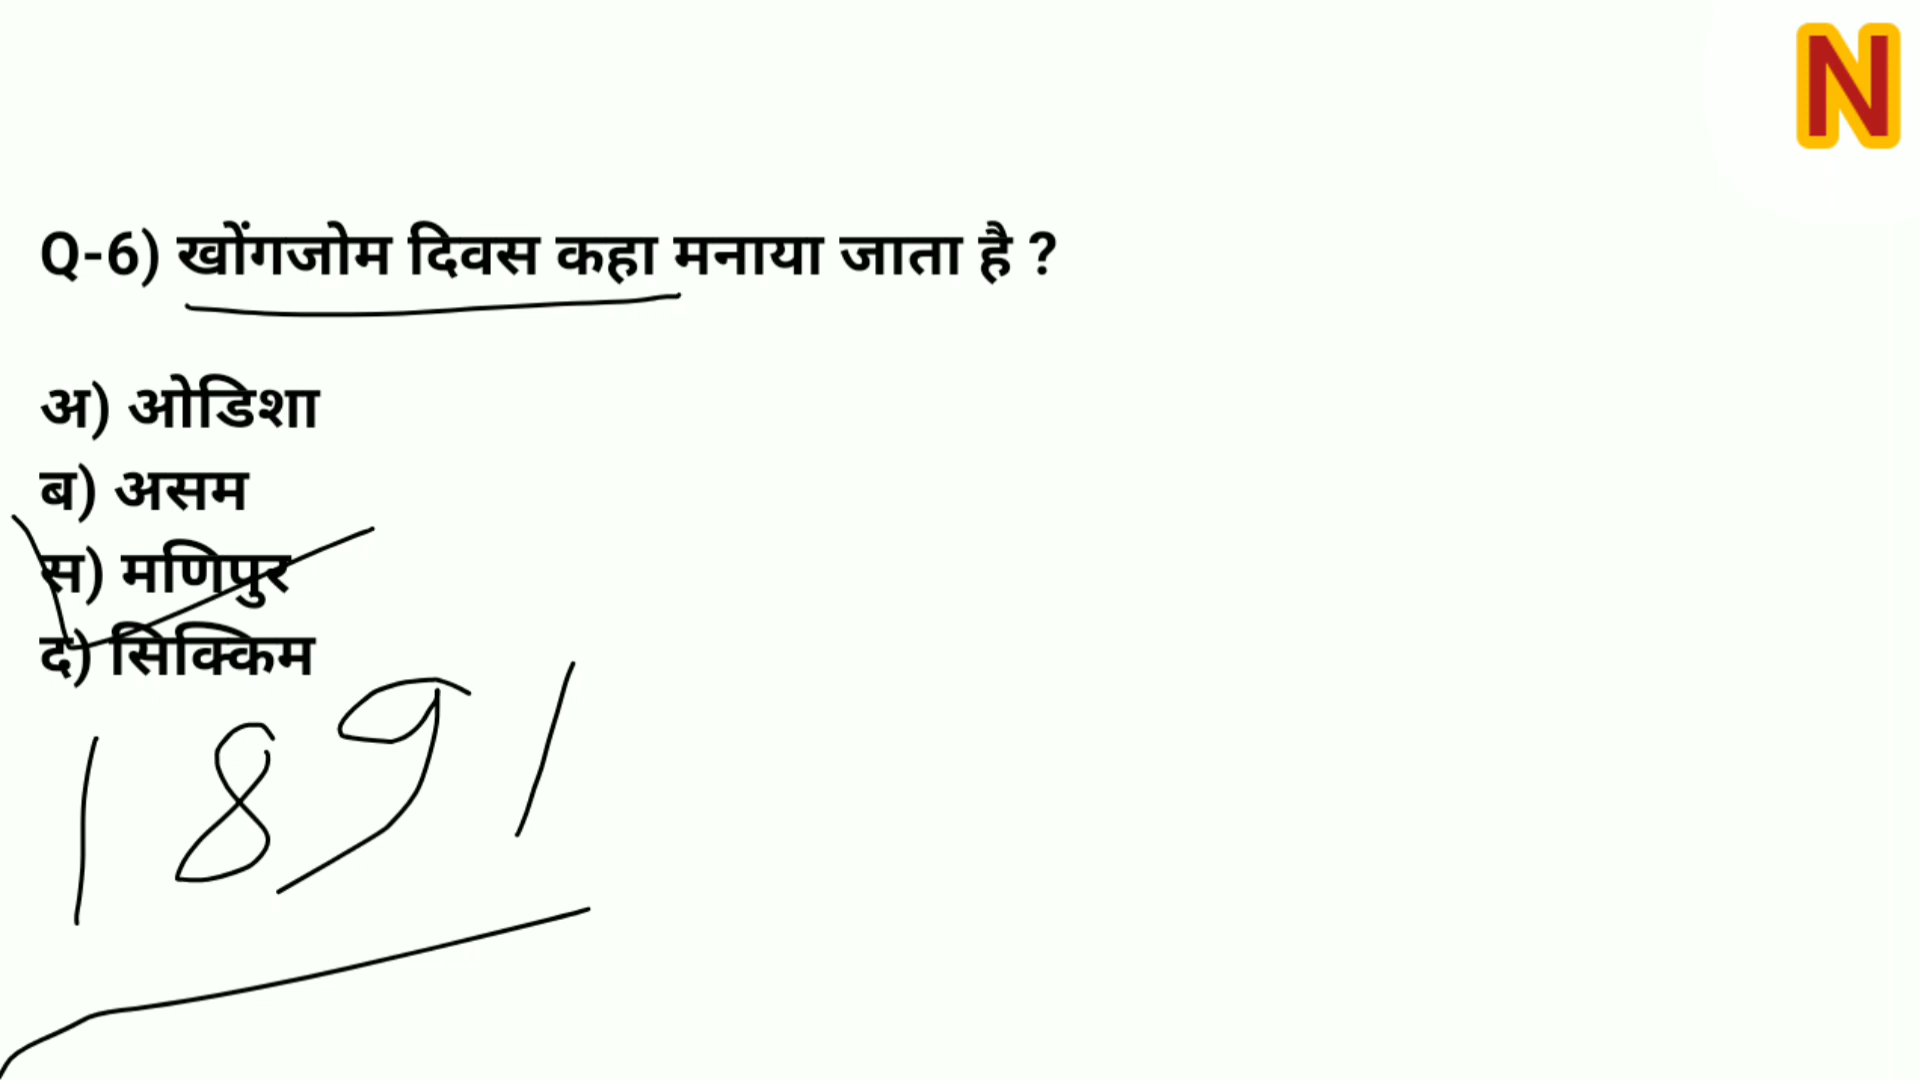 N
Q-6) खोंगजोम दिवस कहा मनाया जाता है ?
अ) ओडिशा
ब) असम
स) मणिपुर
द) सिक्किम
1891